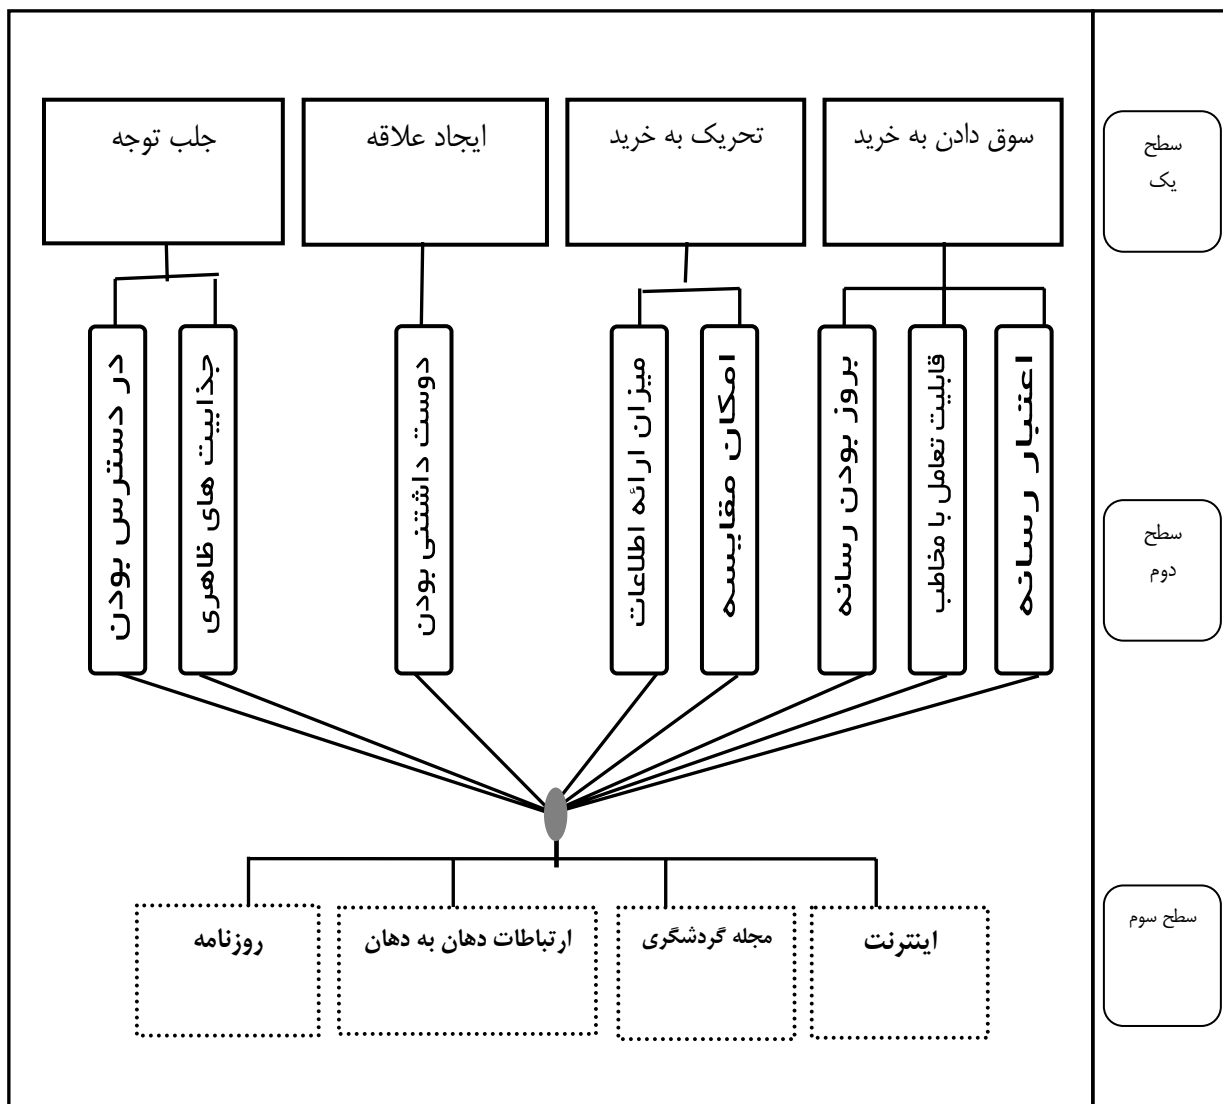 سطح
یک
سوق دادن به خرید
تحریک به خرید
ایجاد علاقه
جلب توجه
سطح
دوم
اعتبار رسانه
قابلیت تعامل با مخاطب
بروز بودن رسانه
امکان مقایسه
میزان ارائه اطلاعات
دوست داشتنی بودن
جذابیت های ظاهری
در دسترس بودن
سطح سوم
اینترنت
مجله گردشگری
ارتباطات دهان به دهان
روزنامه